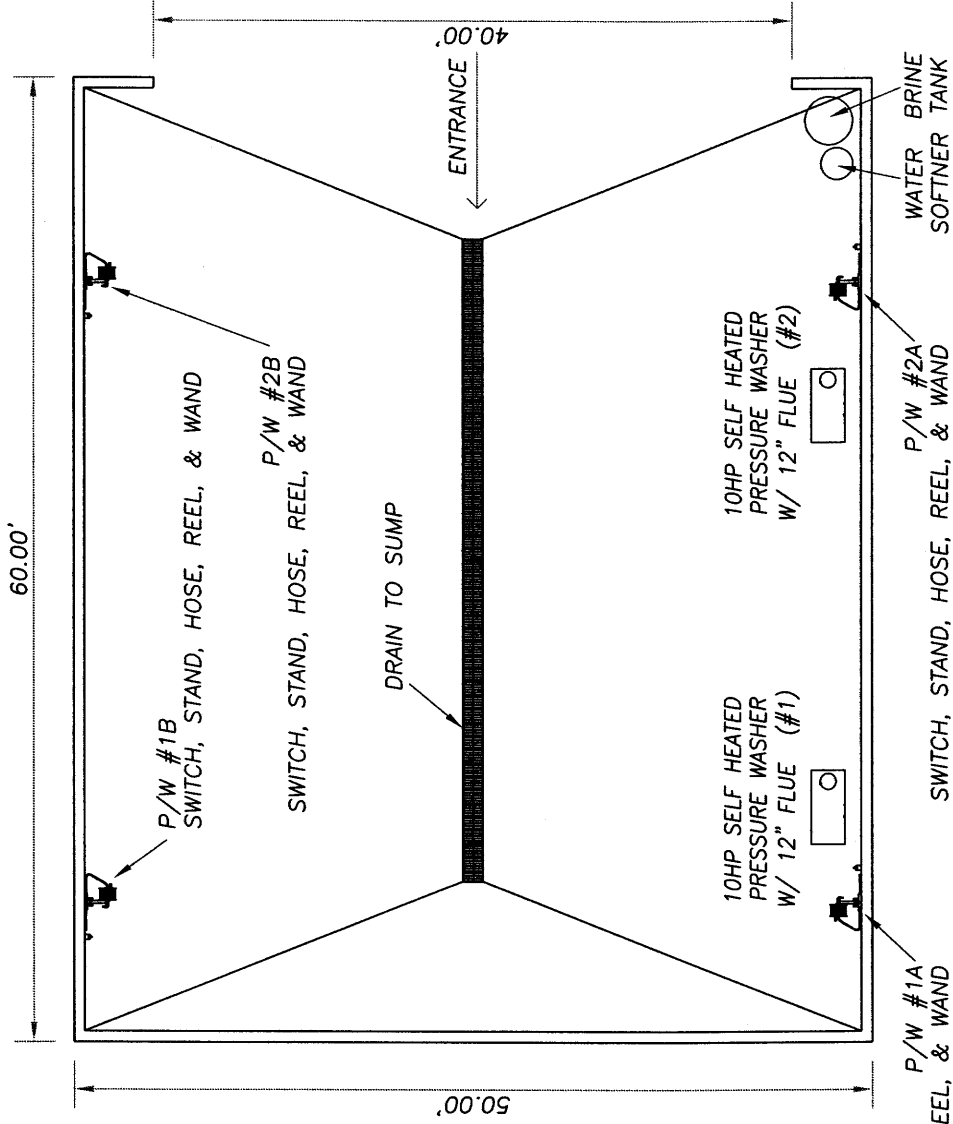 60.00'
40.00'
50.00'
ENTRANCE
P/W #1B
SWITCH, STAND, HOSE, REEL, & WAND
P/W #2B
SWITCH, STAND, HOSE, REEL, & WAND
DRAIN TO SUMP
10HP SELF HEATED
PRESSURE WASHER
W/ 12" FLUE (#1)
10HP SELF HEATED
PRESSURE WASHER
W/ 12" FLUE (#2)
P/W #1A
EEL, & WAND
P/W #2A
SWITCH, STAND, HOSE, REEL, & WAND
WATER BRINE
SOFTNER TANK